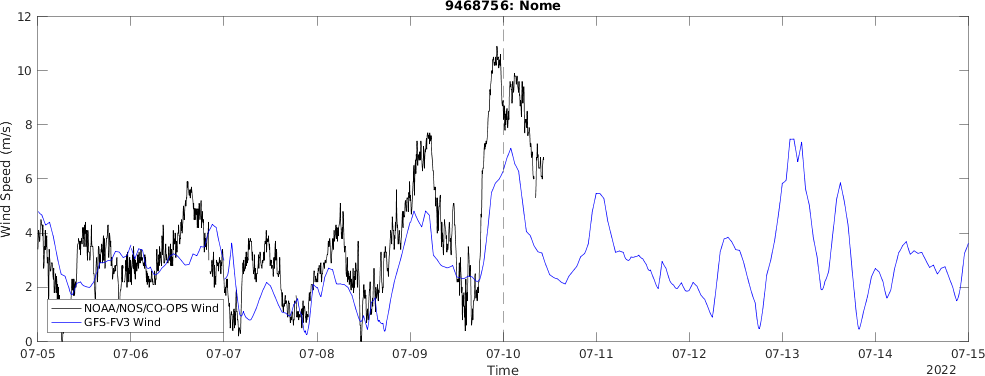 9468756: Nome
12
10
8
6
4
2
0
Wind Speed (m/s)
NOAA/NOS/CO-OPS Wind
GFS-FV3 Wind
07-05 07-06 07-07 07-08 07-09 07-10 07-11 07-12 07-13 07-14 07-15
Time
2022